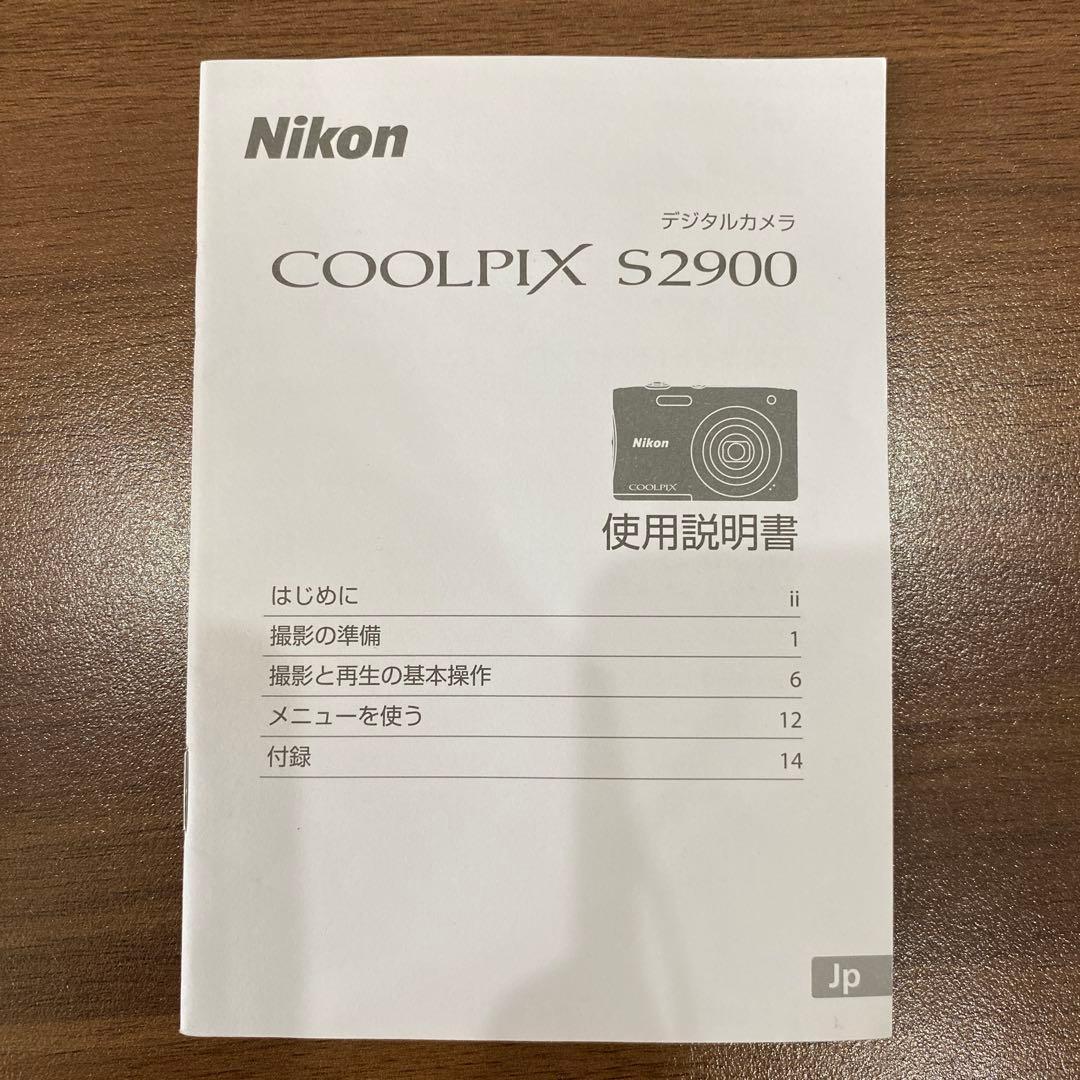 Nikon
デジタルカメラ
COOLPIX S2900
Nikon
COOLPIX
使用説明書
はじめに ii
撮影の準備 1
撮影と再生の基本操作 6
メニューを使う 12
付録 14
Jp